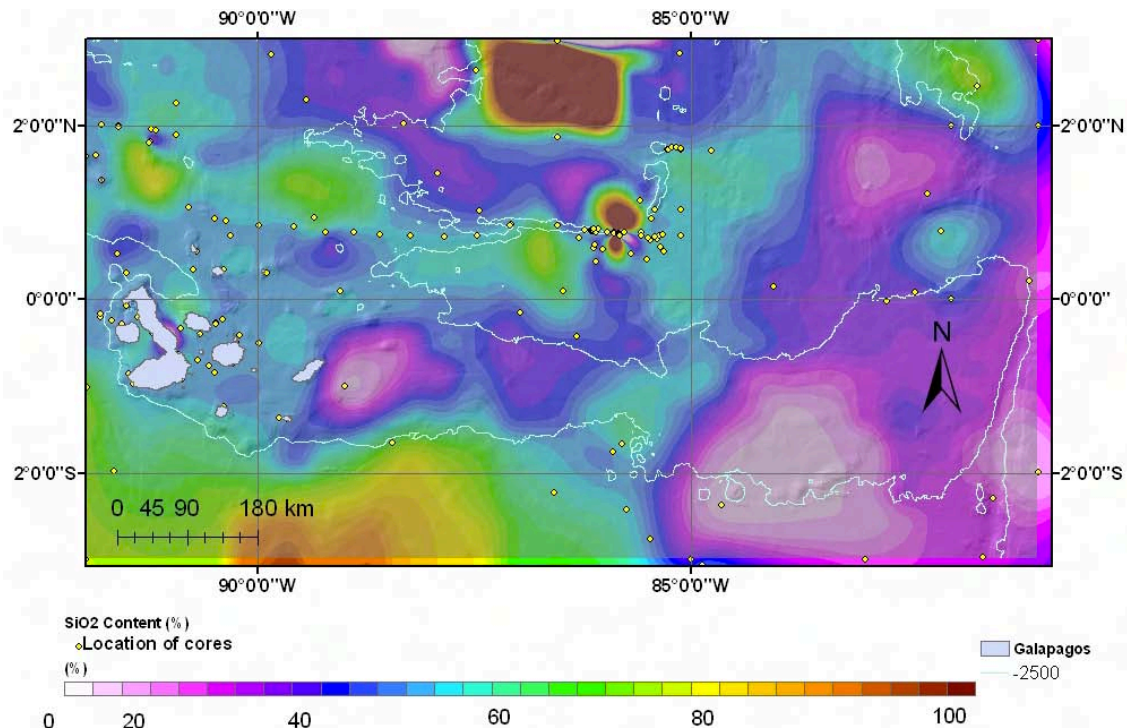 90°0'0"W 85°0'0"W
2°0'0"N 2°0'0"N
0°0'0" 0°0'0"
N
2°0'0"S 2°0'0"S
0 45 90 180 km
90°0'0"W 85°0'0"W
SiO2 Content (%)
Location of cores
(%)
Galapagos
-2500
0 20 40 60 80 100